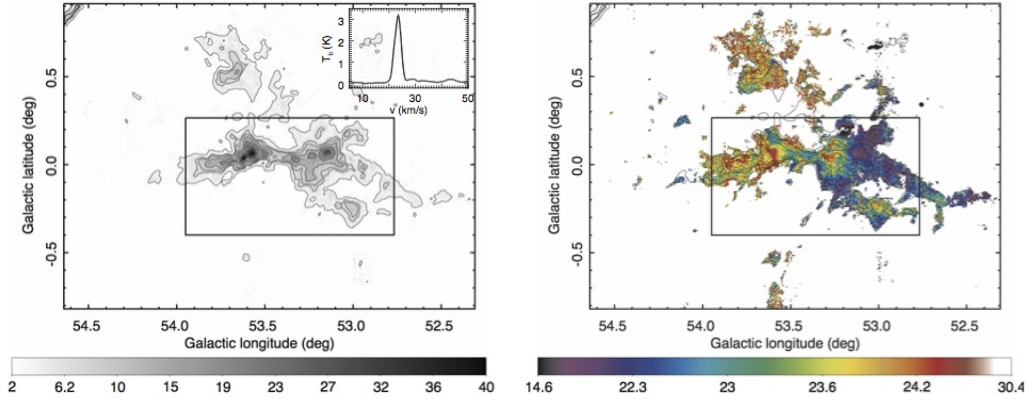 3
2
1
0
T_b (K)
10 30 50
v (km/s)
0.5
0.0
-0.5
Galactic latitude (deg)
54.5 54.0 53.5 53.0 52.5
Galactic longitude (deg)
2 6.2 10 15 19 23 27 32 36 40
0.5
0.0
-0.5
Galactic latitude (deg)
54.5 54.0 53.5 53.0 52.5
Galactic longitude (deg)
14.6 22.3 23 23.6 24.2 30.4